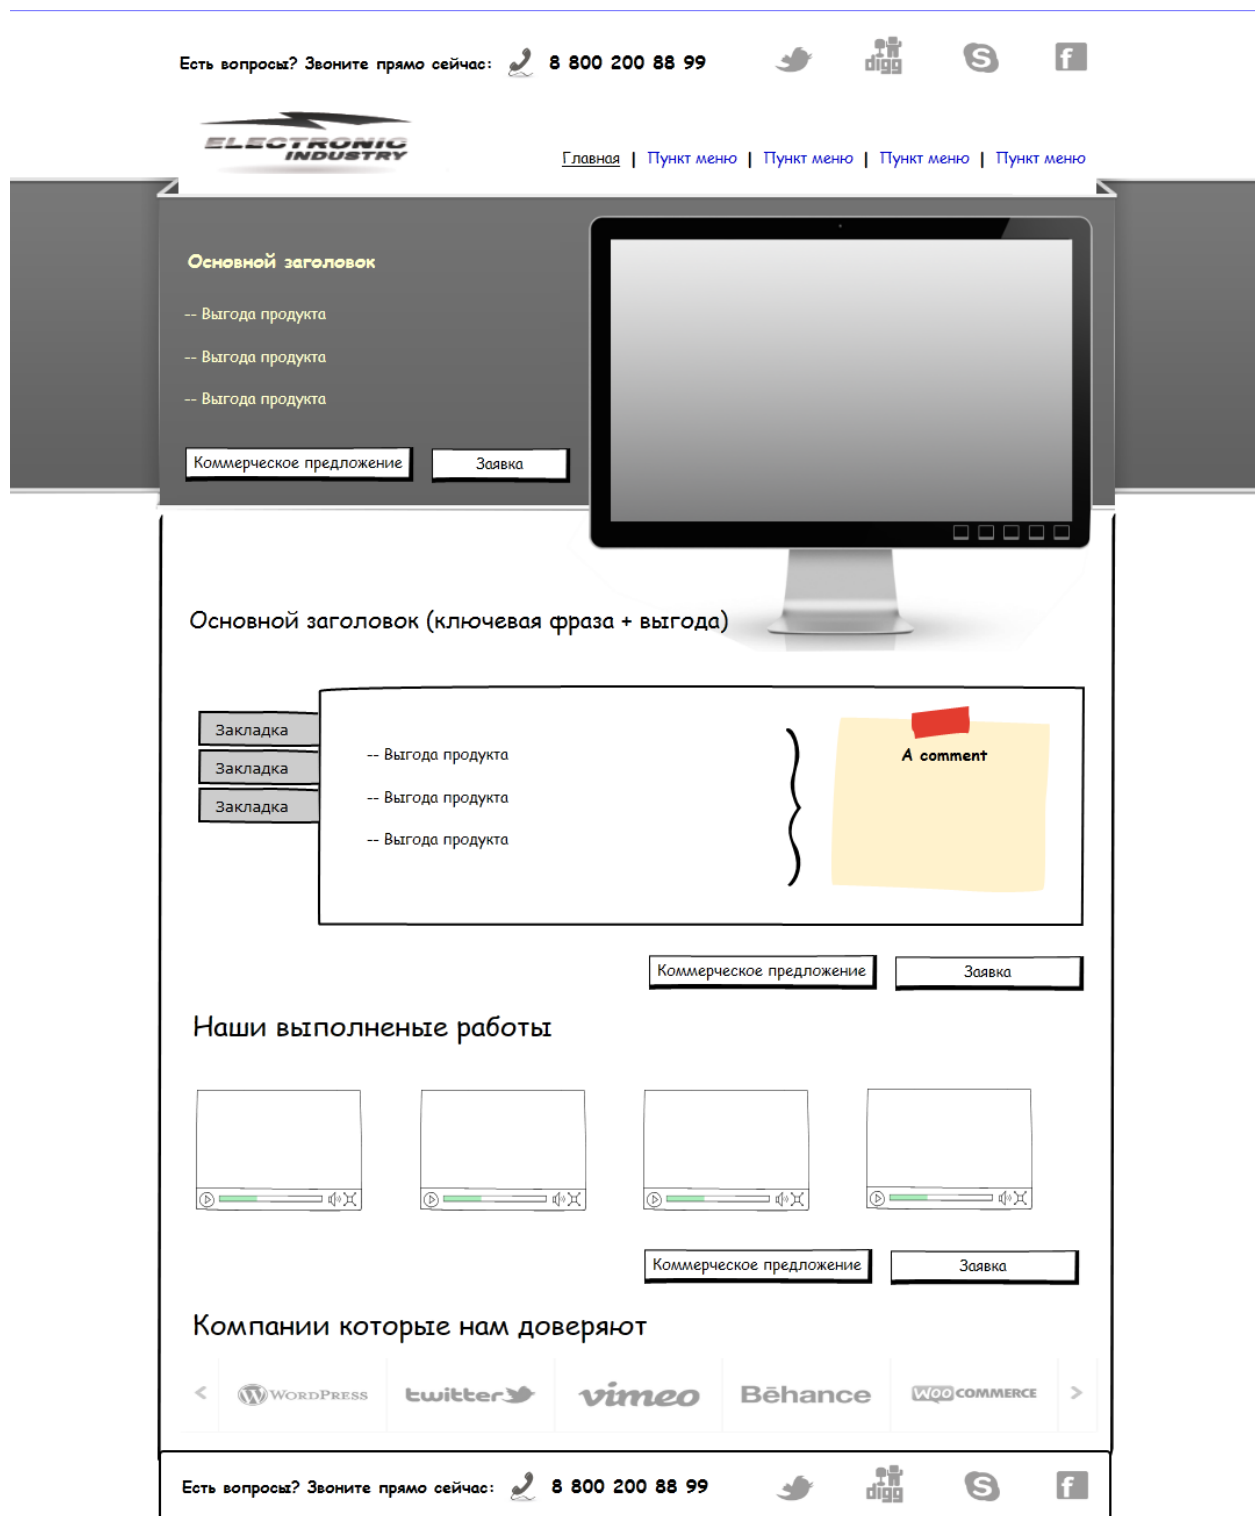 Есть вопросы? Звоните прямо сейчас: 8 800 200 88 99
digg
ELECTRONIC
INDUSTRY
Главная | Пункт меню | Пункт меню | Пункт меню | Пункт меню
Основной заголовок
-- Выгода продукта
-- Выгода продукта
-- Выгода продукта
Коммерческое предложение
Заявка
Основной заголовок (ключевая фраза + выгода)
Закладка
Закладка
Закладка
-- Выгода продукта
-- Выгода продукта
-- Выгода продукта
A comment
Коммерческое предложение
Заявка
Наши выполненые работы
Коммерческое предложение
Заявка
Компании которые нам доверяют
< WORDPRESS twitter vimeo Bēhance WOO COMMERCE >
Есть вопросы? Звоните прямо сейчас: 8 800 200 88 99
digg